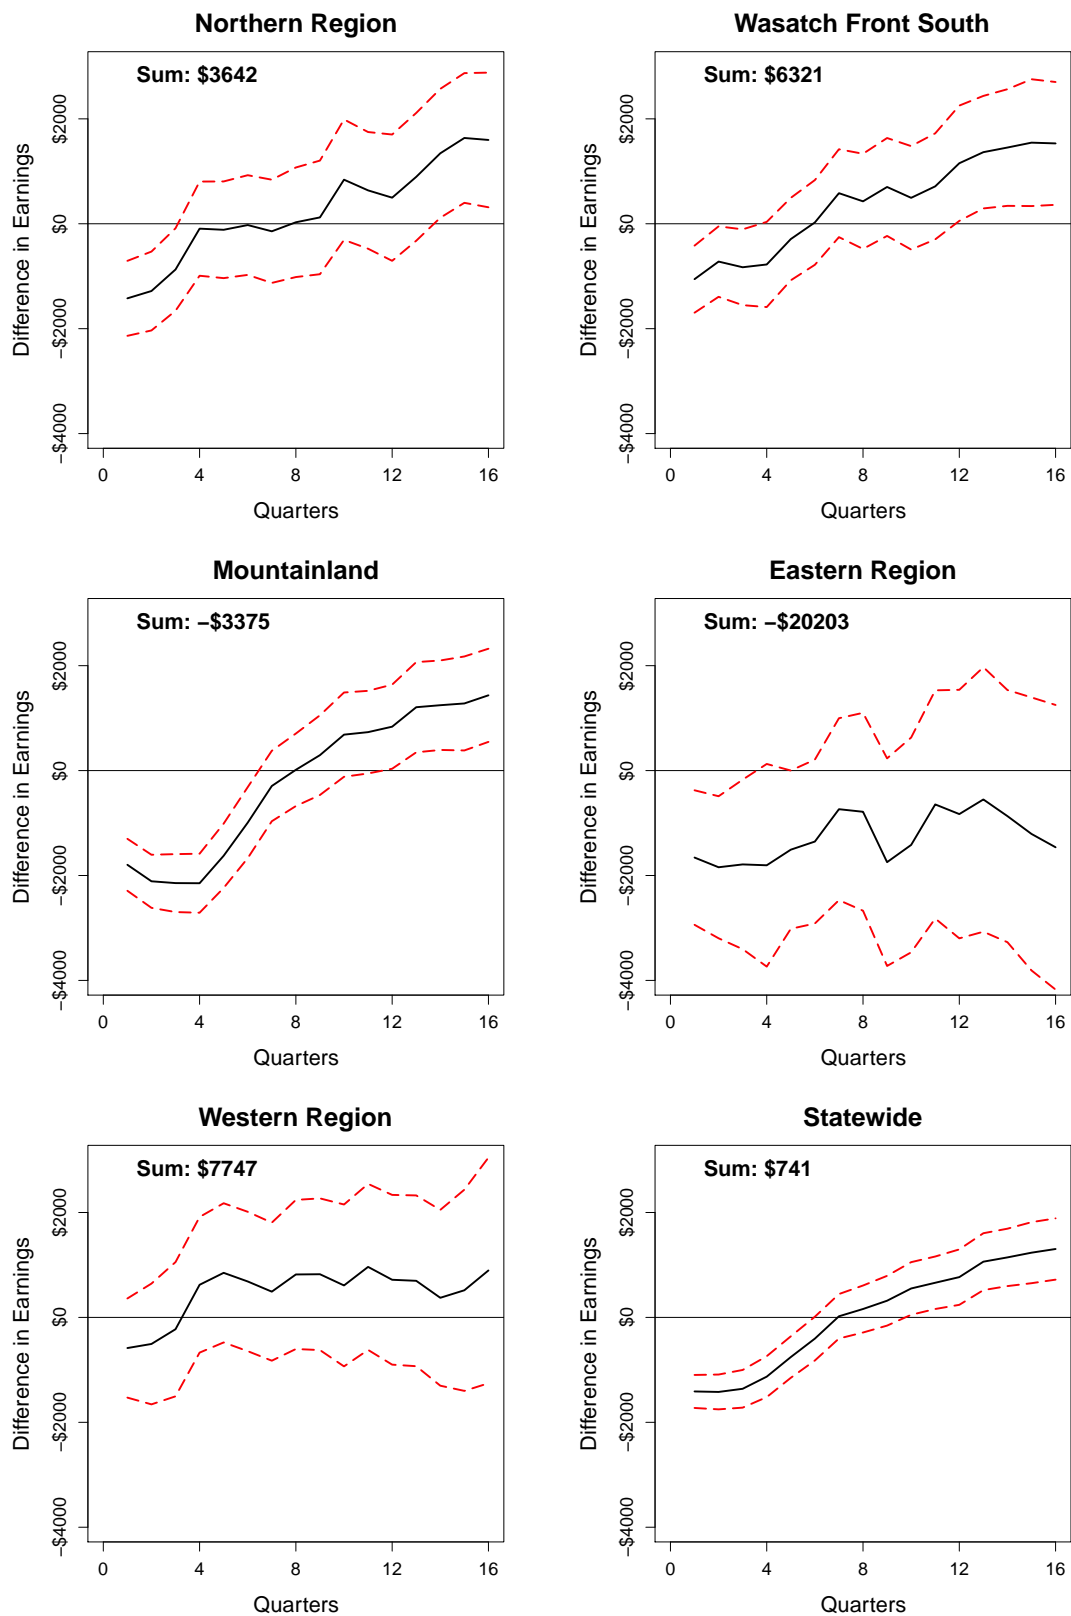 Northern Region
Sum: $3642
Difference in Earnings
$2000
$0
−$2000
−$4000
0 4 8 12 16
Quarters
Wasatch Front South
Sum: $6321
Difference in Earnings
$2000
$0
−$2000
−$4000
0 4 8 12 16
Quarters
Mountainland
Sum: −$3375
Difference in Earnings
$2000
$0
−$2000
−$4000
0 4 8 12 16
Quarters
Eastern Region
Sum: −$20203
Difference in Earnings
$2000
$0
−$2000
−$4000
0 4 8 12 16
Quarters
Western Region
Sum: $7747
Difference in Earnings
$2000
$0
−$2000
−$4000
0 4 8 12 16
Quarters
Statewide
Sum: $741
Difference in Earnings
$2000
$0
−$2000
−$4000
0 4 8 12 16
Quarters